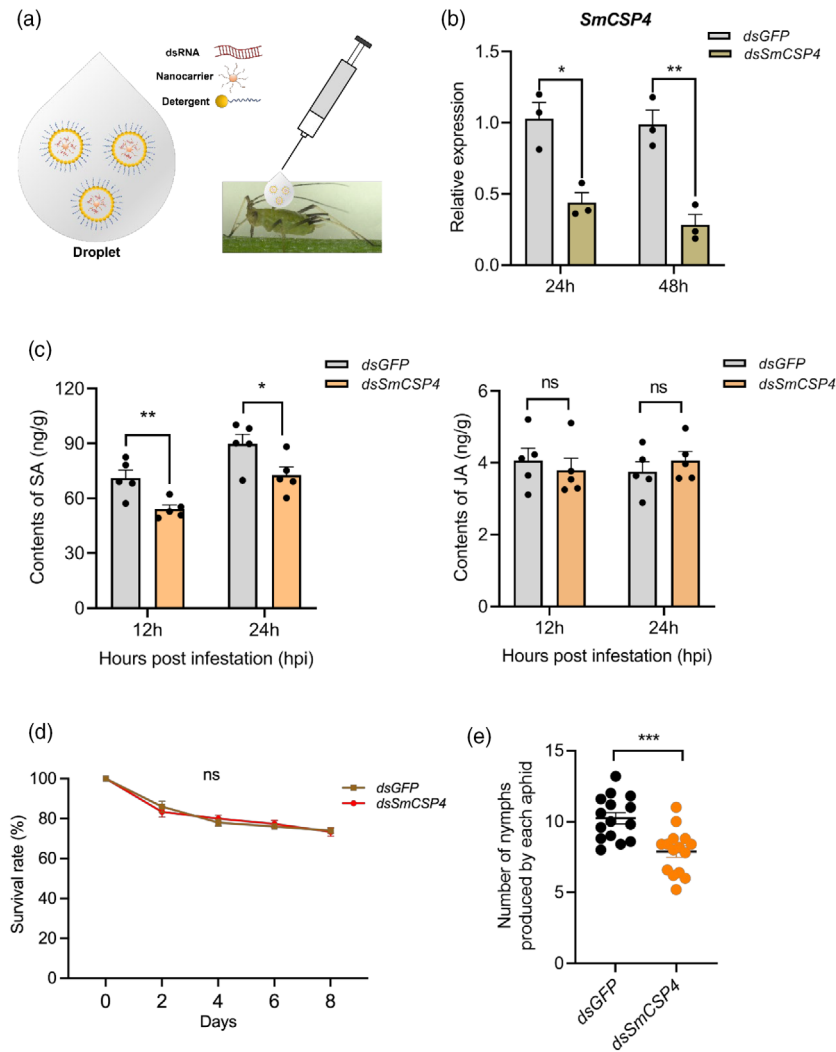 (a)
dsRNA
Nanocarrier
Detergent
Droplet
(b)
SmCSP4
dsGFP
dsSmCSP4
Relative expression
1.5
1.0
0.5
0.0
*
**
24h
48h
(c)
dsGFP
dsSmCSP4
Contents of SA (ng/g)
120
90
60
30
0
**
*
12h
24h
Hours post infestation (hpi)
dsGFP
dsSmCSP4
Contents of JA (ng/g)
6
4
2
0
ns
ns
12h
24h
Hours post infestation (hpi)
(d)
ns
dsGFP
dsSmCSP4
Survival rate (%)
100
80
60
40
20
0
0 2 4 6 8
Days
(e)
***
Number of nymphs
produced by each aphid
15
10
5
0
dsGFP
dsSmCSP4